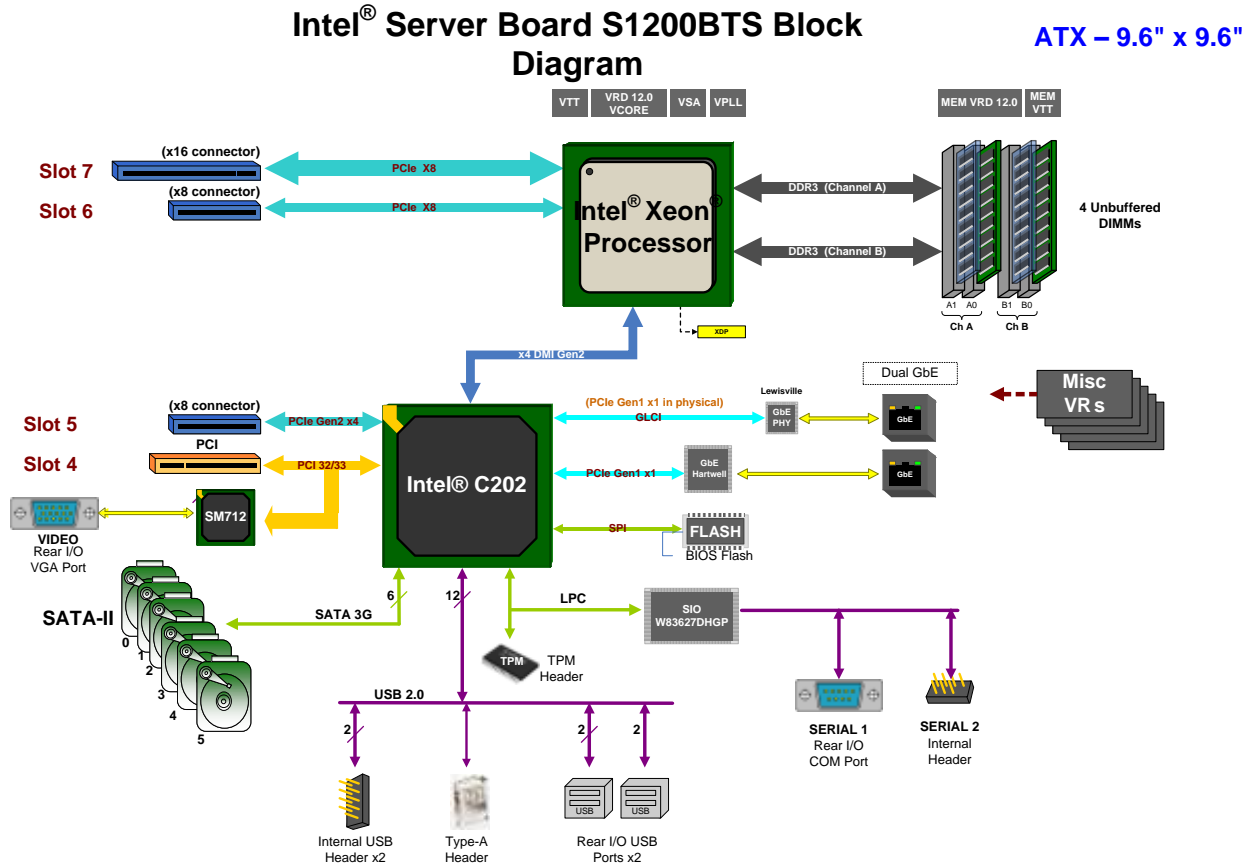 Intel® Server Board S1200BTS Block
Diagram
ATX – 9.6" x 9.6"
VTT
VRD 12.0
VCORE
VSA
VPLL
MEM VRD 12.0
MEM
VTT
(x16 connector)
Slot 7
PCIe X8
(x8 connector)
Slot 6
PCIe X8
Intel® Xeon®
Processor
DDR3 (Channel A)
DDR3 (Channel B)
4 Unbuffered
DIMMs
A1
A0
B1
B0
Ch A
Ch B
XDP
x4 DMI Gen2
Dual GbE
Misc
VRs
(x8 connector)
Slot 5
PCIe Gen2 x4
PCI
Slot 4
PCI 32/33
Intel® C202
(PCIe Gen1 x1 in physical)
GLCI
Lewisville
GbE
PHY
GbE
PCIe Gen1 x1
GbE
Hartwell
GbE
SM712
VIDEO
Rear I/O
VGA Port
SPI
FLASH
BIOS Flash
SATA-II
0
1
2
3
4
5
SATA 3G
6
12
LPC
SIO
W83627DHGP
TPM
TPM
Header
USB 2.0
2
2
2
SERIAL 1
Rear I/O
COM Port
SERIAL 2
Internal
Header
USB
USB
Internal USB
Header x2
Type-A
Header
Rear I/O USB
Ports x2